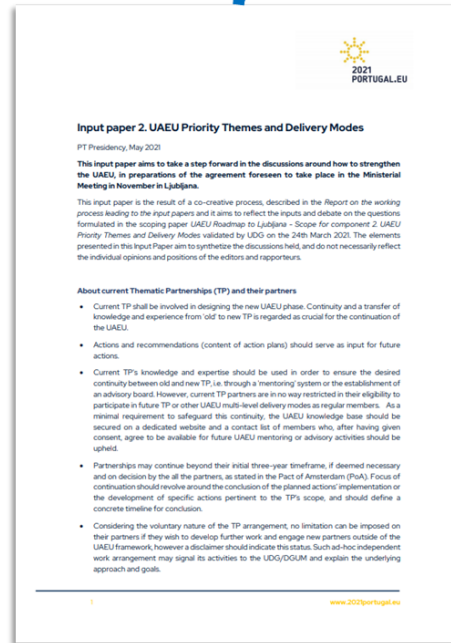 2021
PORTUGAL.EU
Input paper 2. UAEU Priority Themes and Delivery Modes
PT Presidency, May 2021
This input paper aims to take a step forward in the discussions around how to strengthen
the UAEU, in preparations of the agreement foreseen to take place in the Ministerial
Meeting in November in Ljubljana.
This input paper is the result of a co-creative process, described in the Report on the working
process leading to the input papers and it aims to reflect the inputs and debate on the questions
formulated in the scoping paper UAEU Roadmap to Ljubljana - Scope for component 2. UAEU
Priority Themes and Delivery Modes validated by UDG on the 24th March 2021. The elements
presented in this Input Paper aim to synthetize the discussions held, and do not necessarily reflect
the individual opinions and positions of the editors and rapporteurs.
About current Thematic Partnerships (TP) and their partners
• Current TP shall be involved in designing the new UAEU phase. Continuity and a transfer of
knowledge and experience from 'old' to new TP is regarded as crucial for the continuation of
the UAEU.
• Actions and recommendations (content of action plans) should serve as input for future
actions.
• Current TP's knowledge and expertise should be used in order to ensure the desired
continuity between old and new TP, i.e. through a 'mentoring' system or the establishment of
an advisory board. However, current TP partners are in no way restricted in their eligibility to
participate in future TP or other UAEU multi-level delivery modes as regular members. As a
minimal requirement to safeguard this continuity, the UAEU knowledge base should be
secured on a dedicated website and a contact list of members who, after having given
consent, agree to be available for future UAEU mentoring or advisory activities should be
upheld.
• Partnerships may continue beyond their initial three-year timeframe, if deemed necessary
and on decision by the all the partners, as stated in the Pact of Amsterdam (PoA). Focus of
continuation should revolve around the conclusion of the planned actions' implementation or
the development of specific actions pertinent to the TP's scope, and should define a
concrete timeline for conclusion.
• Considering the voluntary nature of the TP arrangement, no limitation can be imposed on
their partners if they wish to develop further work and engage new partners outside of the
UAEU framework, however a disclaimer should indicate this status. Such ad-hoc independent
work arrangement may signal its activities to the UDG/DGUM and explain the underlying
approach and goals.
1
www.2021portugal.eu